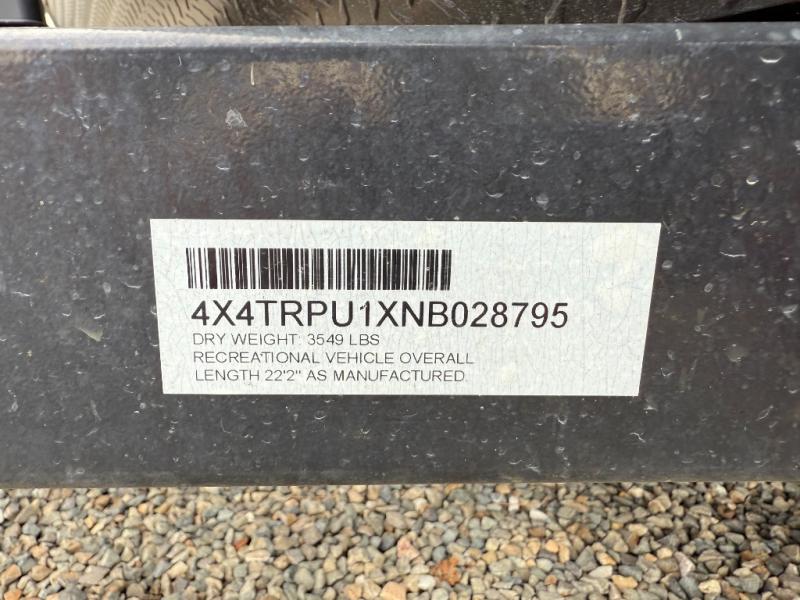 4X4TRPU1XNB028795
DRY WEIGHT: 3549 LBS
RECREATIONAL VEHICLE OVERALL
LENGTH 22'2" AS MANUFACTURED